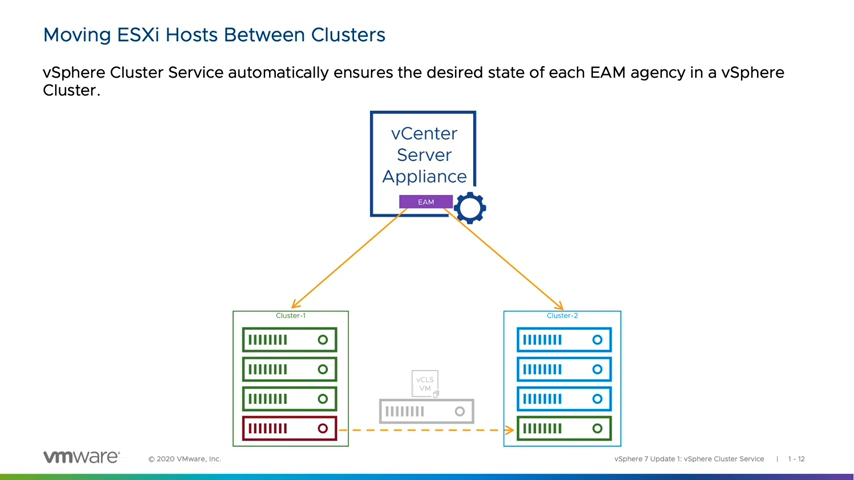 Moving ESXi Hosts Between Clusters
vSphere Cluster Service automatically ensures the desired state of each EAM agency in a vSphere
Cluster.
vCenter
Server
Appliance
EAM
Cluster-1
Cluster-2
vCLS
VM
vmware®
© 2020 VMware, Inc.
vSphere 7 Update 1: vSphere Cluster Service | 1 - 12